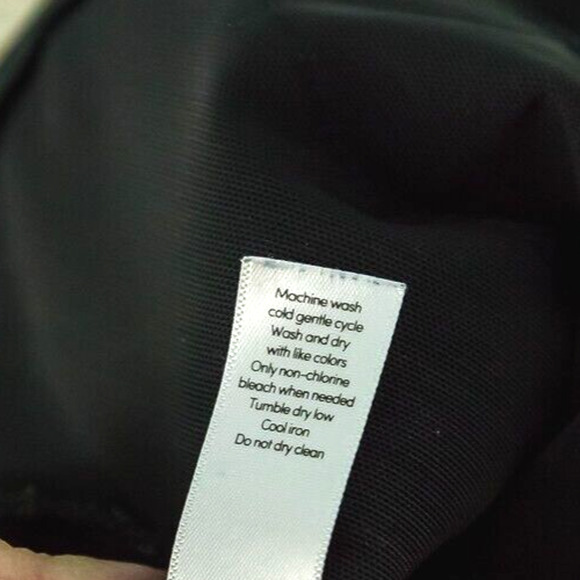 Machine wash
cold gentle cycle
Wash and dry
with like colors
Only non-chlorine
bleach when needed
Tumble dry low
Cool iron
Do not dry clean